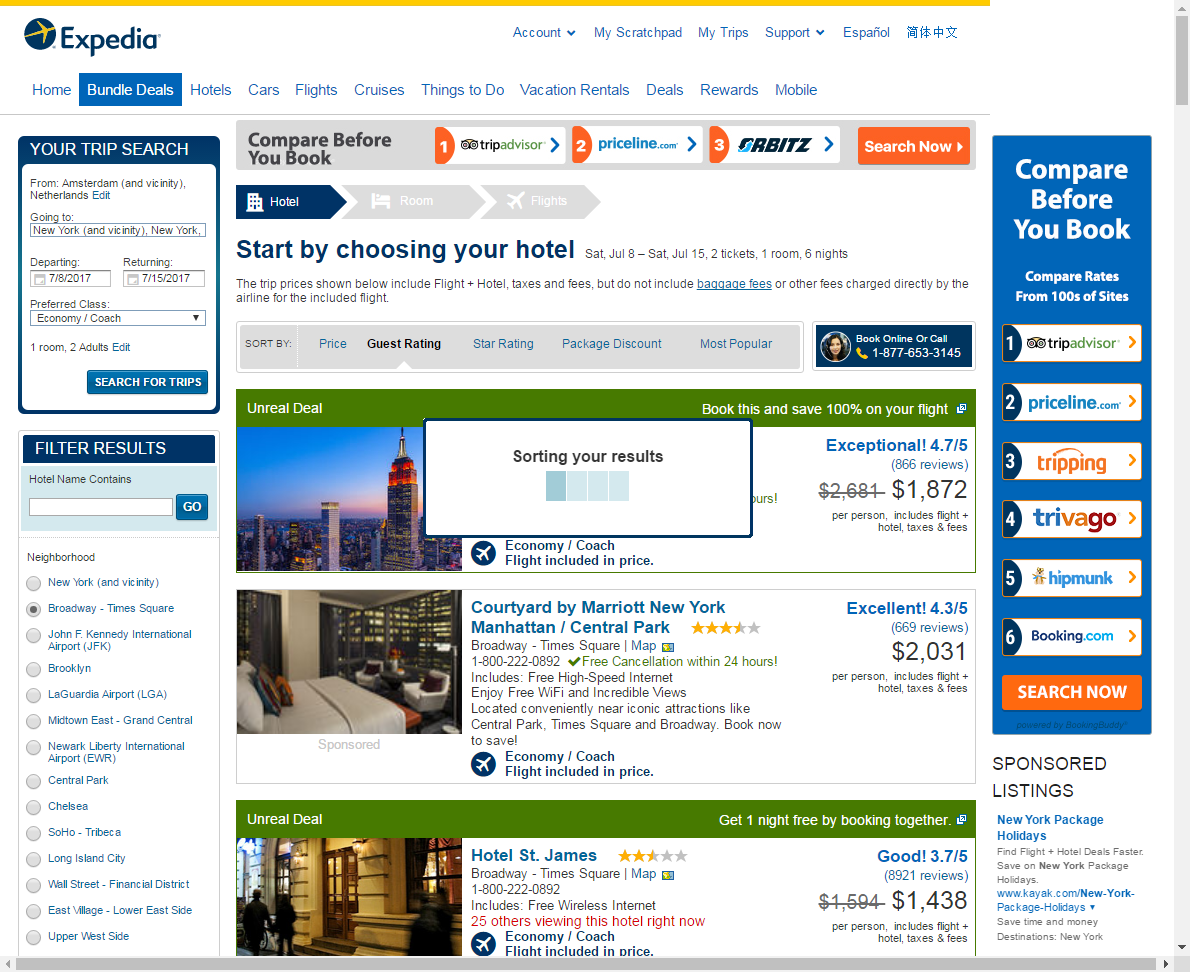 Expedia
Account
My Scratchpad
My Trips
Support
Español
简体中文
Home
Bundle Deals
Hotels
Cars
Flights
Cruises
Things to Do
Vacation Rentals
Deals
Rewards
Mobile
YOUR TRIP SEARCH
From: Amsterdam (and vicinity),
Netherlands Edit
Going to:
New York (and vicinity), New York,
Departing:
Returning:
7/8/2017
7/15/2017
Preferred Class:
Economy / Coach
1 room, 2 Adults Edit
SEARCH FOR TRIPS
FILTER RESULTS
Hotel Name Contains
GO
Neighborhood
New York (and vicinity)
Broadway - Times Square
John F. Kennedy International
Airport (JFK)
Brooklyn
LaGuardia Airport (LGA)
Midtown East - Grand Central
Newark Liberty International
Airport (EWR)
Central Park
Chelsea
SoHo - Tribeca
Long Island City
Wall Street - Financial District
East Village - Lower East Side
Upper West Side
Compare Before
You Book
1 tripadvisor
2 priceline.com
3 ORBITZ
Search Now
Hotel
Room
Flights
Start by choosing your hotel Sat, Jul 8 – Sat, Jul 15, 2 tickets, 1 room, 6 nights
The trip prices shown below include Flight + Hotel, taxes and fees, but do not include baggage fees or other fees charged directly by the
airline for the included flight.
SORT BY:
Price
Guest Rating
Star Rating
Package Discount
Most Popular
Book Online Or Call
1-877-653-3145
Unreal Deal
Book this and save 100% on your flight
Sorting your results
ours!
Exceptional! 4.7/5
(866 reviews)
$2,681 $1,872
per person, includes flight +
hotel, taxes & fees
Economy / Coach
Flight included in price.
Courtyard by Marriott New York
Manhattan / Central Park
Broadway - Times Square | Map
1-800-222-0892 Free Cancellation within 24 hours!
Includes: Free High-Speed Internet
Enjoy Free WiFi and Incredible Views
Located conveniently near iconic attractions like
Central Park, Times Square and Broadway. Book now
to save!
Economy / Coach
Flight included in price.
Sponsored
Excellent! 4.3/5
(669 reviews)
$2,031
per person, includes flight +
hotel, taxes & fees
Unreal Deal
Get 1 night free by booking together.
Hotel St. James
Broadway - Times Square | Map
1-800-222-0892
Includes: Free Wireless Internet
25 others viewing this hotel right now
Economy / Coach
Flight included in price.
Good! 3.7/5
(8921 reviews)
$1,594 $1,438
per person, includes flight +
hotel, taxes & fees
Compare
Before
You Book
Compare Rates
From 100s of Sites
1 tripadvisor
2 priceline.com
3 tripping
4 trivago
5 hipmunk
6 Booking.com
SEARCH NOW
powered by BookingBuddy
SPONSORED
LISTINGS
New York Package
Holidays
Find Flight + Hotel Deals Faster.
Save on New York Package
Holidays.
www.kayak.com/New-York-
Package-Holidays
Save time and money
Destinations: New York